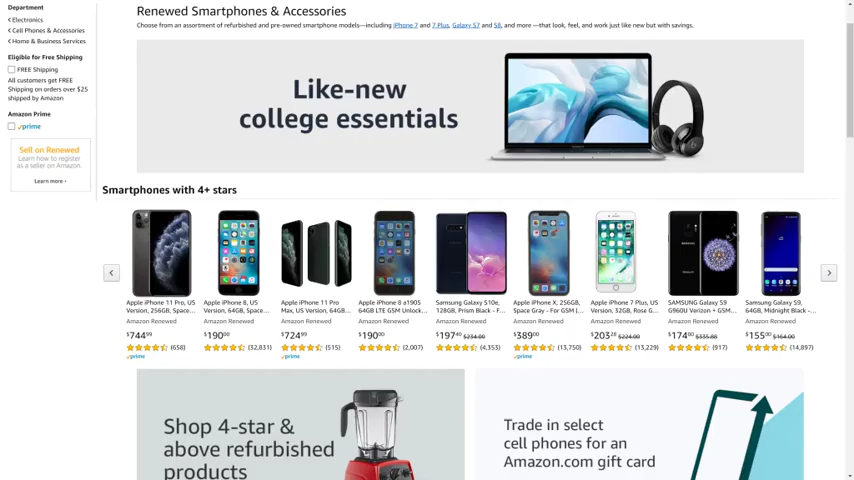 Department
Electronics
Cell Phones & Accessories
Home & Business Services
Eligible for Free Shipping
FREE Shipping
All customers get FREE
Shipping on orders over $25
shipped by Amazon
Amazon Prime
prime
Sell on Renewed
Learn how to register
as a seller on Amazon.
Learn more ›
Renewed Smartphones & Accessories
Choose from an assortment of refurbished and pre-owned smartphone models—including iPhone 7 and 7 Plus, Galaxy S7 and S8, and more —that look, feel, and work just like new but with savings.
Like-new
college essentials
Smartphones with 4+ stars
Apple iPhone 11 Pro, US
Version, 256GB, Space...
Amazon Renewed
$744.99
(658)
prime
Apple iPhone 8, US
Version, 64GB, Space...
Amazon Renewed
$190.00
(32,831)
Apple iPhone 11 Pro
Max, US Version, 64GB...
Amazon Renewed
$724.99
(515)
prime
Apple iPhone 8 a1905
64GB LTE GSM Unlock...
Amazon Renewed
$190.00
(2,007)
Samsung Galaxy S10e,
128GB, Prism Black - F...
Amazon Renewed
$197.40 $234.00
(4,353)
Apple iPhone X, 256GB,
Space Gray - For GSM (...
Amazon Renewed
$389.00
(13,750)
prime
Apple iPhone 7 Plus, US
Version, 32GB, Rose G...
Amazon Renewed
$203.28 $224.00
(13,229)
SAMSUNG Galaxy S9
G960U Verizon + GSM...
Amazon Renewed
$174.00 $335.88
(917)
Samsung Galaxy S9,
64GB, Midnight Black -...
Amazon Renewed
$155.00 $164.00
(14,897)
Shop 4-star &
above refurbished
products
Trade in select
cell phones for an
Amazon.com gift card